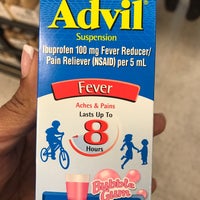 Advil®
Suspension
Ibuprofen 100 mg Fever Reducer/
Pain Reliever (NSAID) per 5 mL
Fever
Aches & Pains
Lasts Up To
8
Hours
Bubble
Gum